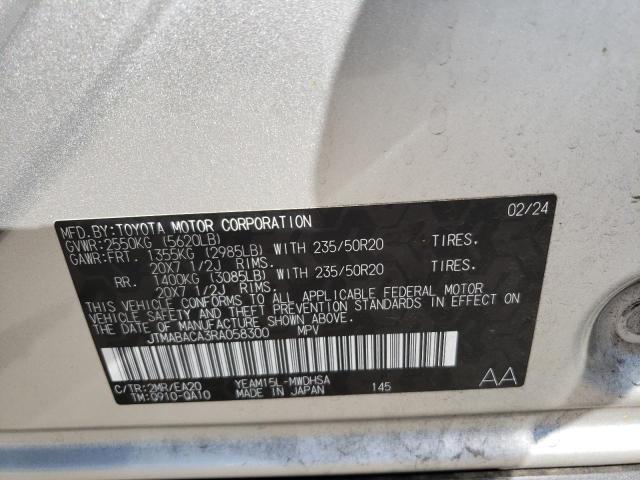 MFD.BY:TOYOTA MOTOR CORPORATION 02/24
GVWR:2550KG (5620LB)
GAWR:FRT. 1355KG (2985LB) WITH 235/50R20 TIRES.
20X7 1/2J RIMS.
RR. 1400KG (3085LB) WITH 235/50R20 TIRES.
20X7 1/2J RIMS.
THIS VEHICLE CONFORMS TO ALL APPLICABLE FEDERAL MOTOR
VEHICLE SAFETY AND THEFT PREVENTION STANDARDS IN EFFECT ON
THE DATE OF MANUFACTURE SHOWN ABOVE.
JTMABACA3RA058300 MPV
C/TR:2MR/EA20 YEAM15L-MWDHSA 145 AA
TM:Q910-QA10 MADE IN JAPAN